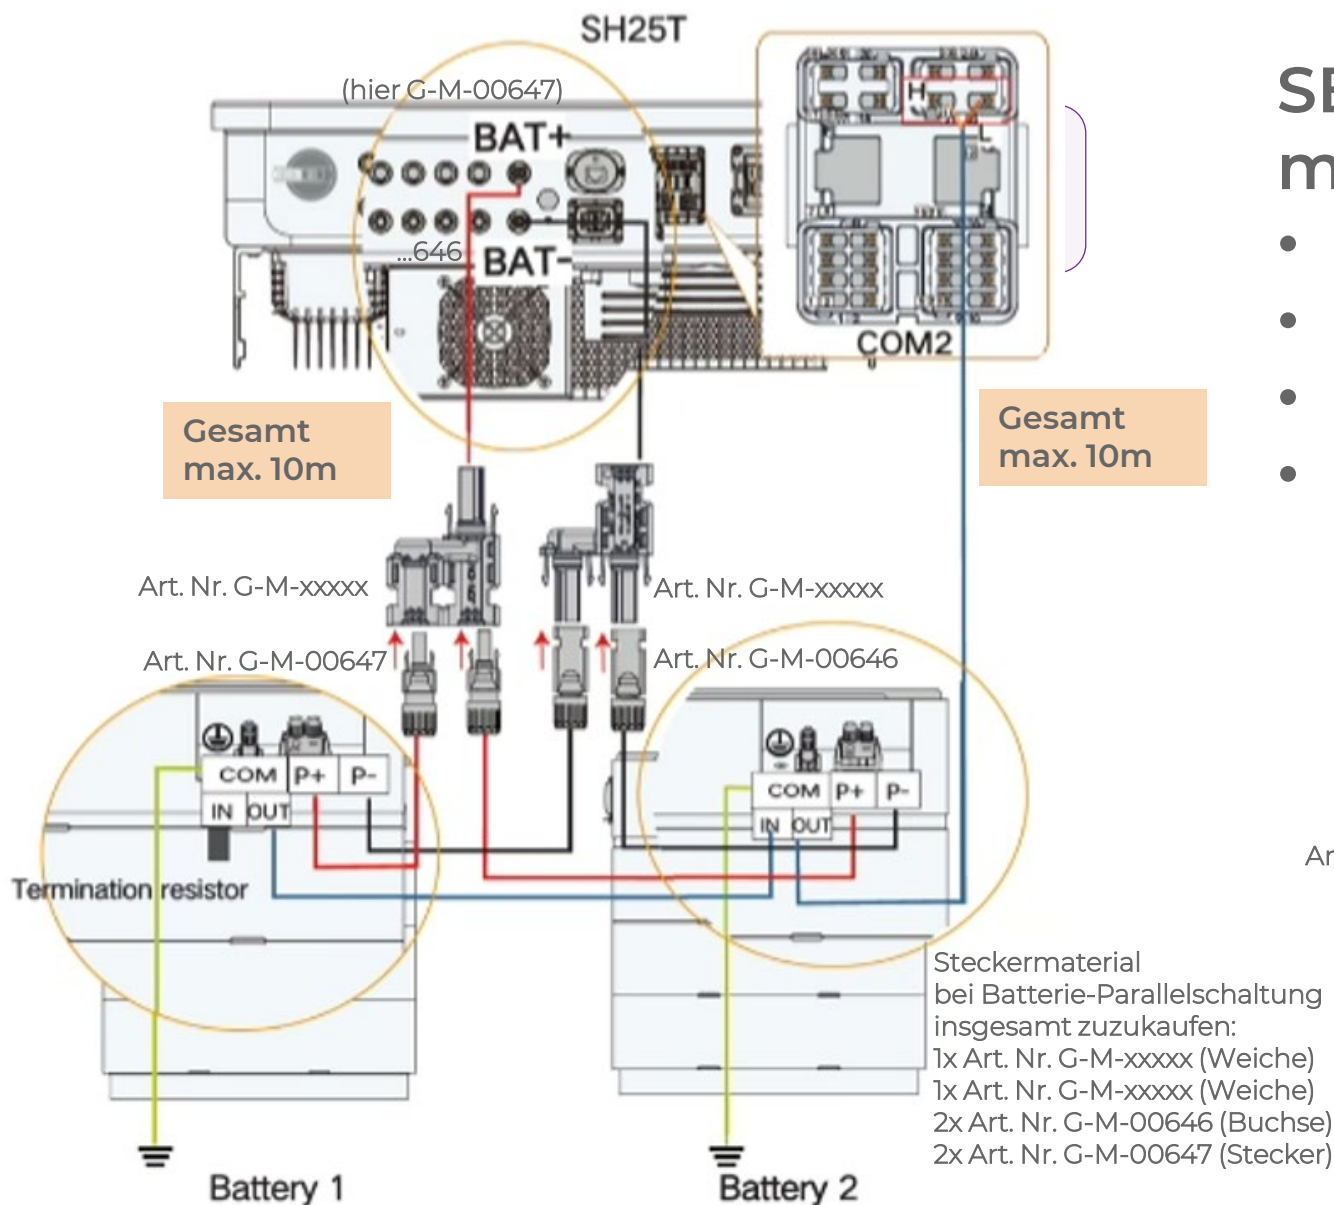 SH25T
(hier G-M-00647)
BAT+
...646
BAT-
H
L
COM2
SE
m
•
•
•
•
Gesamt
max. 10m
Gesamt
max. 10m
Art. Nr. G-M-xxxxx
Art. Nr. G-M-xxxxx
Art. Nr. G-M-00647
Art. Nr. G-M-00646
COM P+ P-
IN OUT
COM P+ P-
IN OUT
Termination resistor
Ar
Steckermaterial
bei Batterie-Parallelschaltung
insgesamt zuzukaufen:
1x Art. Nr. G-M-xxxxx (Weiche)
1x Art. Nr. G-M-xxxxx (Weiche)
2x Art. Nr. G-M-00646 (Buchse)
2x Art. Nr. G-M-00647 (Stecker)
Battery 1
Battery 2